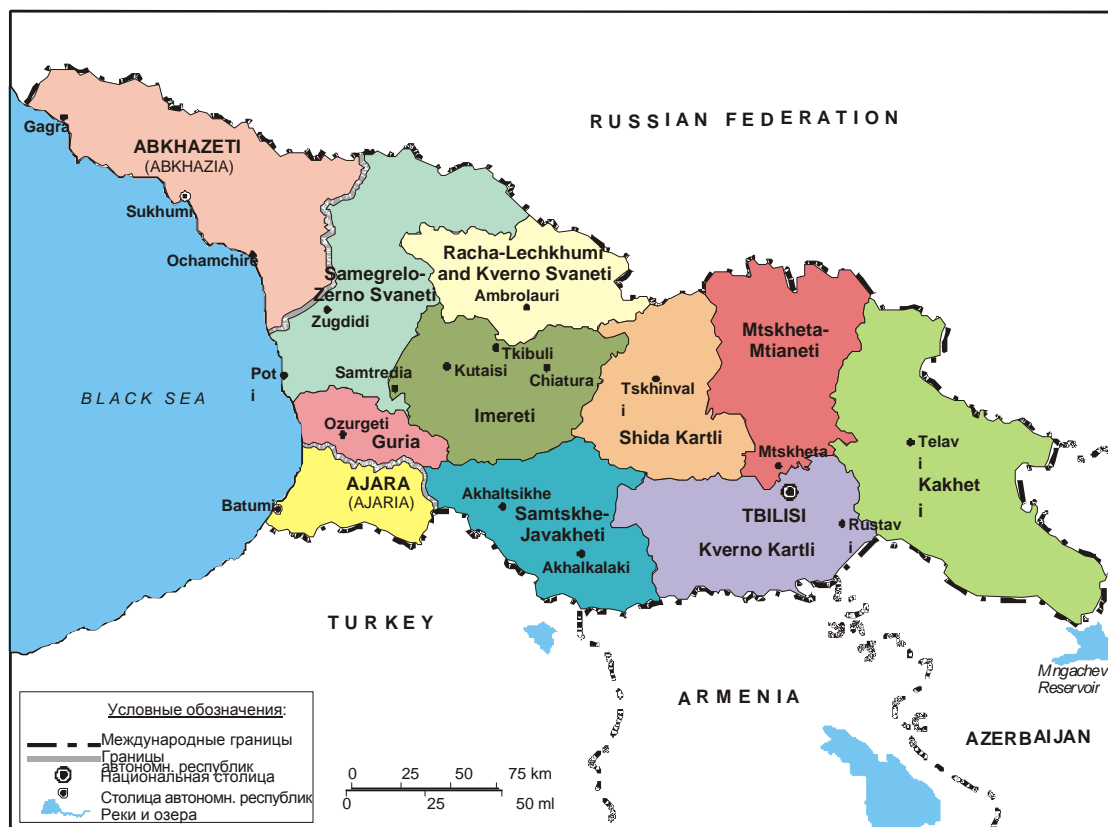 RUSSIAN FEDERATION
Gagra
ABKHAZETI
(ABKHAZIA)
Sukhumi
Ochamchire
Samegrelo-
Zerno Svaneti
Zugdidi
Racha-Lechkhumi
and Kverno Svaneti
Ambrolauri
Mtskheta-
Mtianeti
Pot
i
BLACK SEA
Samtredia
Tkibuli
Kutaisi
Chiatura
Imereti
Tskhinval
i
Shida Kartli
Ozurgeti
Guria
Mtskheta
Telav
i
Kakhet
i
AJARA
(AJARIA)
Batumi
Akhaltsikhe
Samtskhe-
Javakheti
Akhalkalaki
TBILISI
Rustav
i
Kverno Kartli
TURKEY
ARMENIA
Mngachev
Reservoir
AZERBAIJAN
Условные обозначения:
Международные границы
Границы
автономн. республик
Национальная столица
Столица автономн. республик
Реки и озера
0 25 50 75 km
0 25 50 ml